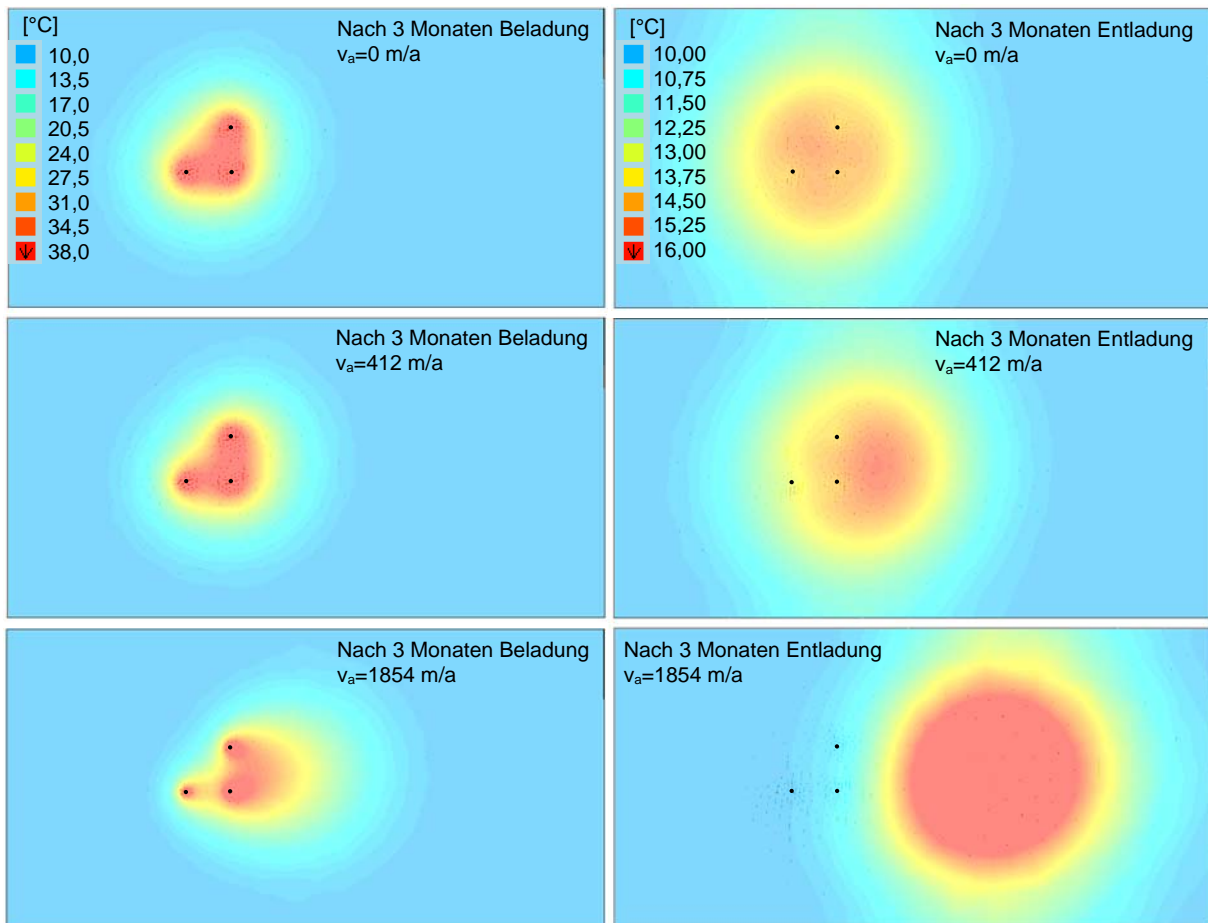 [°C]
10,0
13,5
17,0
20,5
24,0
27,5
31,0
34,5
38,0
Nach 3 Monaten Beladung
vₐ=0 m/a
[°C]
10,00
10,75
11,50
12,25
13,00
13,75
14,50
15,25
16,00
Nach 3 Monaten Entladung
vₐ=0 m/a
Nach 3 Monaten Beladung
vₐ=412 m/a
Nach 3 Monaten Entladung
vₐ=412 m/a
Nach 3 Monaten Beladung
vₐ=1854 m/a
Nach 3 Monaten Entladung
vₐ=1854 m/a